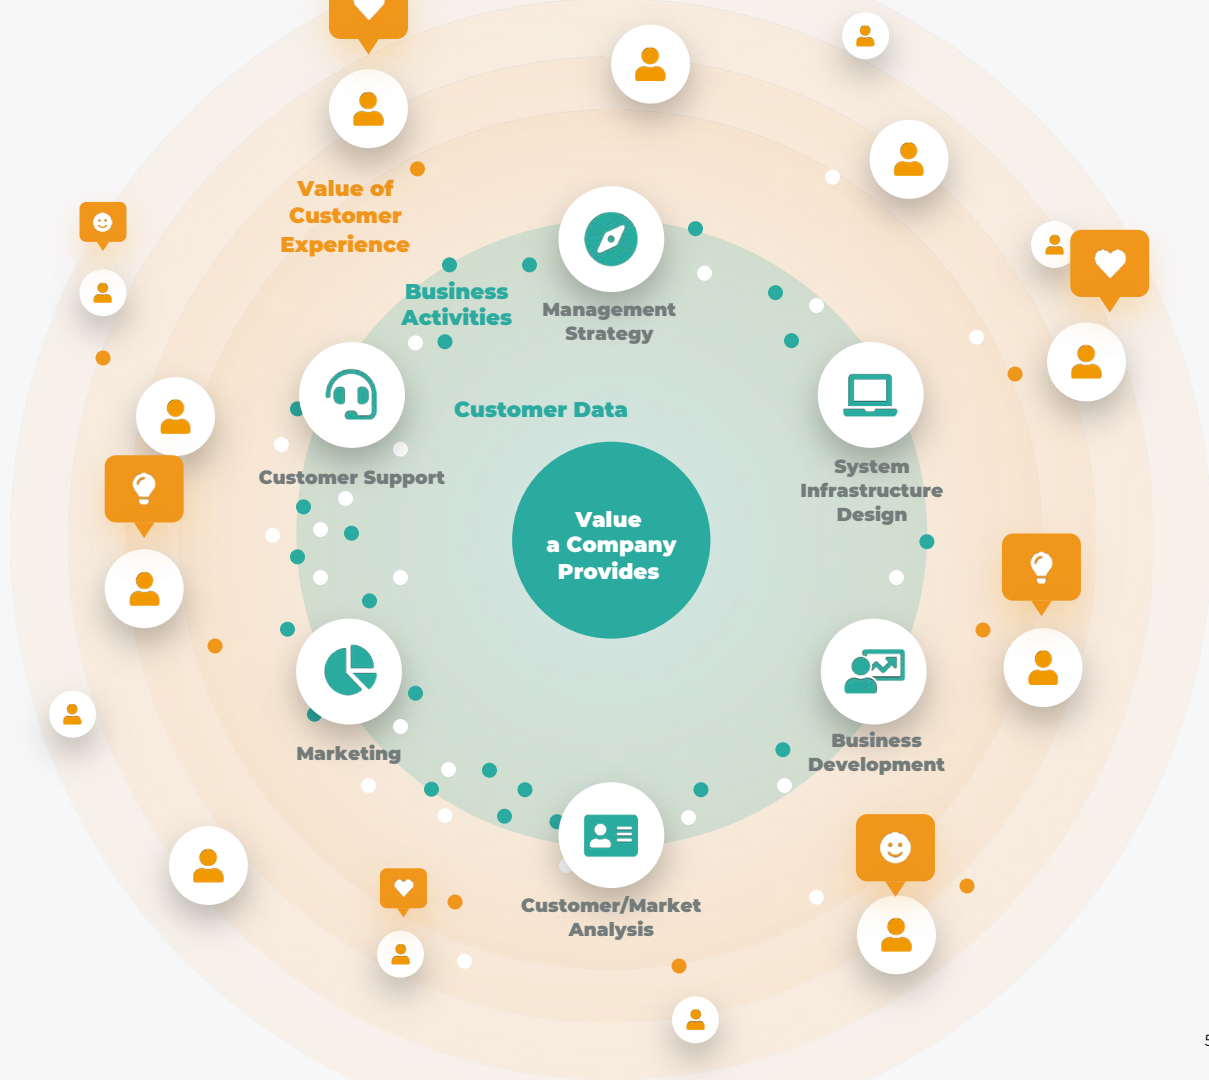 Value of
Customer
Experience
Business
Activities
Management
Strategy
Customer Data
Customer Support
System
Infrastructure
Design
Value
a Company
Provides
Marketing
Business
Development
Customer/Market
Analysis
5